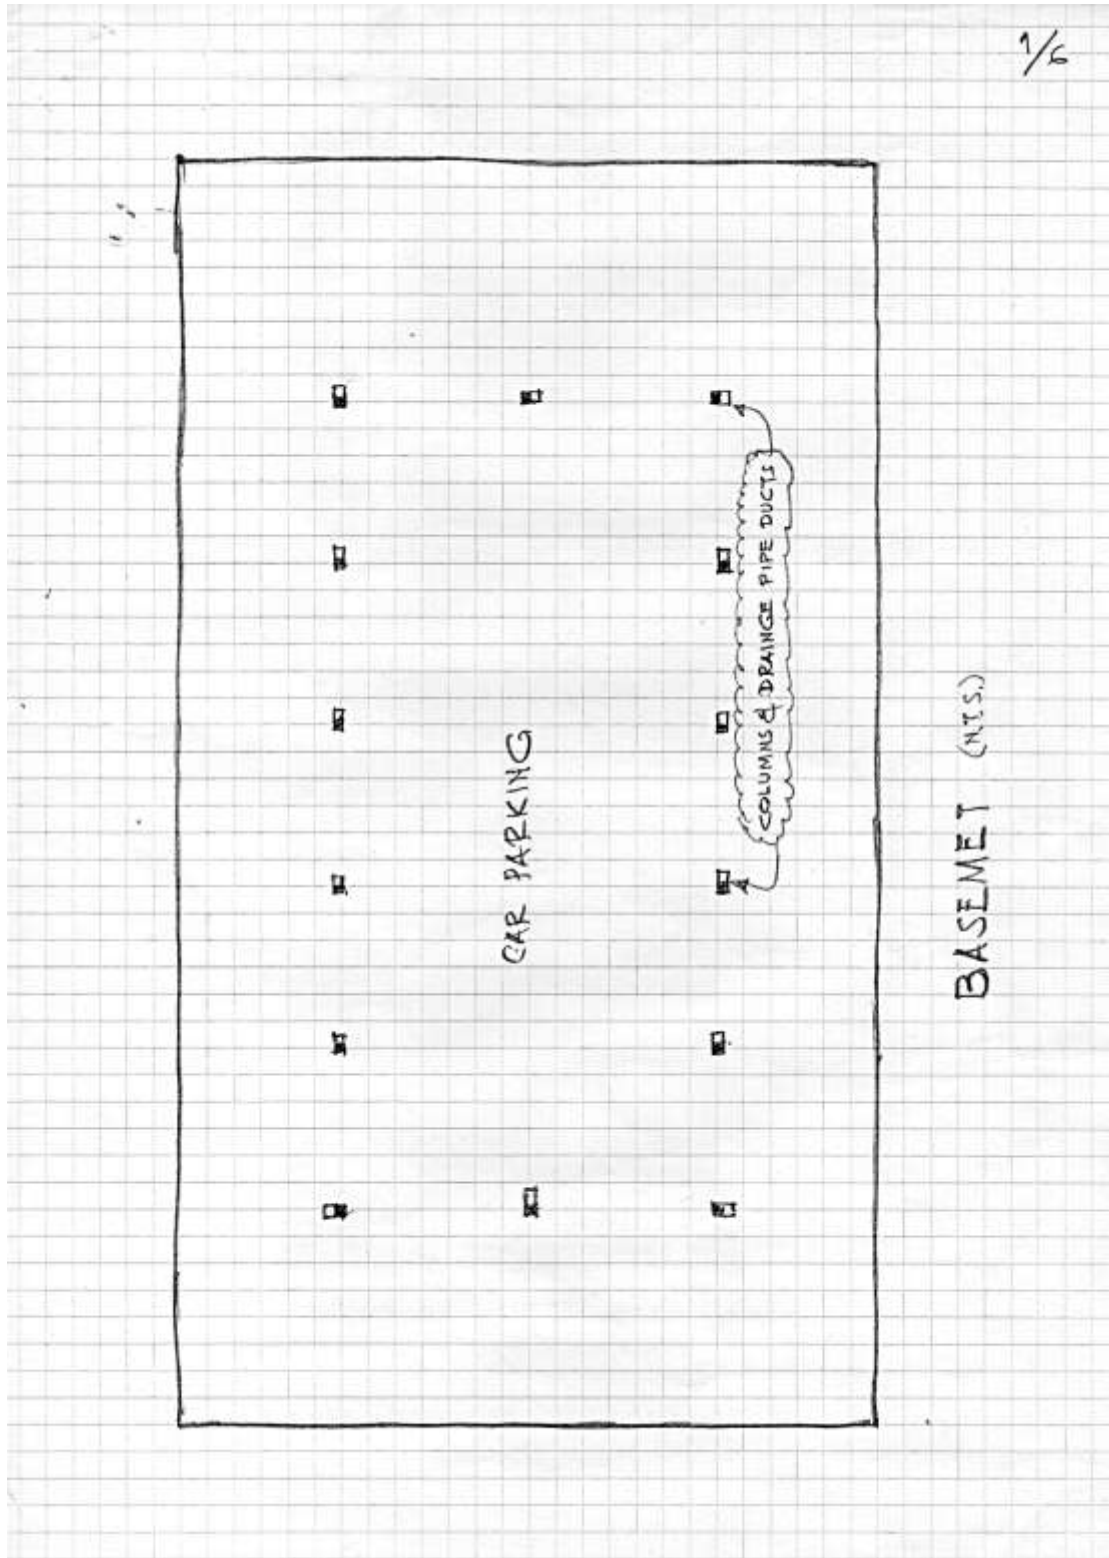 1/6
COLUMNS & DRAINGE PIPE DUCTS
CAR PARKING
BASEMET (N.T.S.)